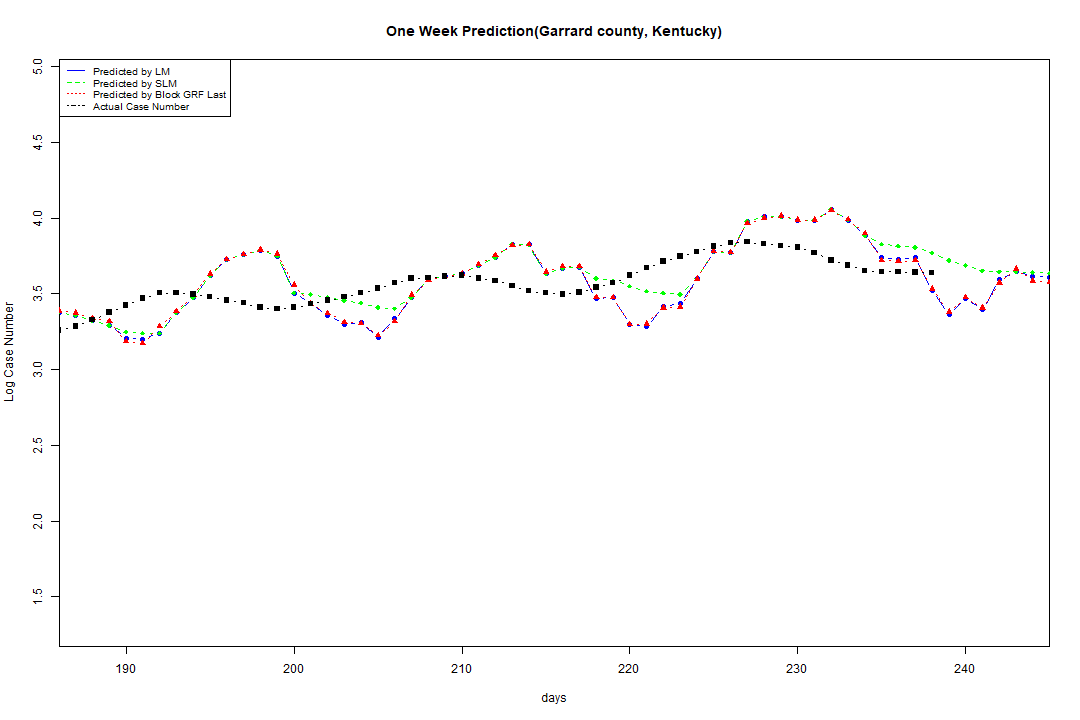 One Week Prediction(Garrard county, Kentucky)
Predicted by LM
Predicted by SLM
Predicted by Block GRF Last
Actual Case Number
5.0
4.5
4.0
3.5
3.0
2.5
2.0
1.5
Log Case Number
190 200 210 220 230 240
days